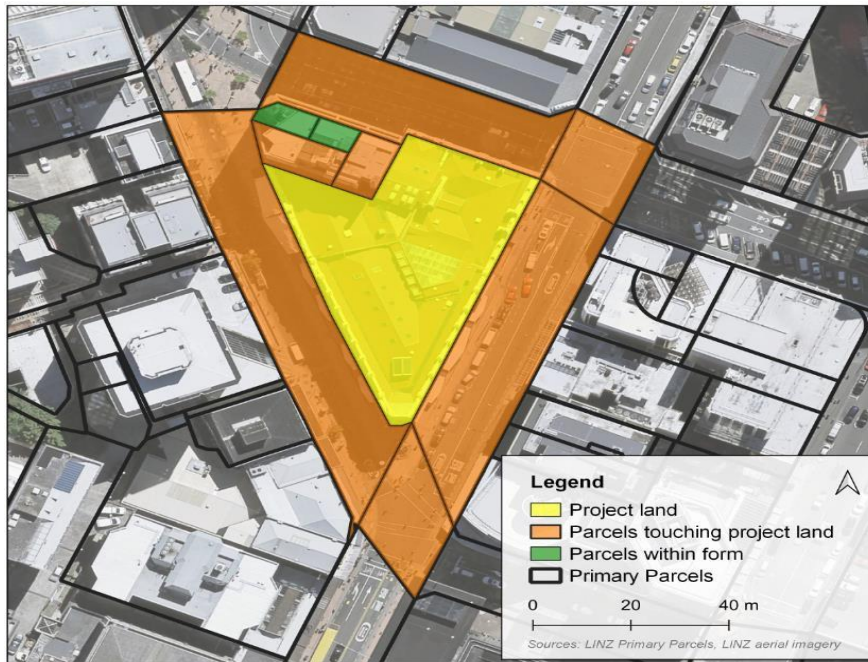 Legend
Project land
Parcels touching project land
Parcels within form
Primary Parcels
0 20 40 m
Sources: LINZ Primary Parcels, LINZ aerial imagery